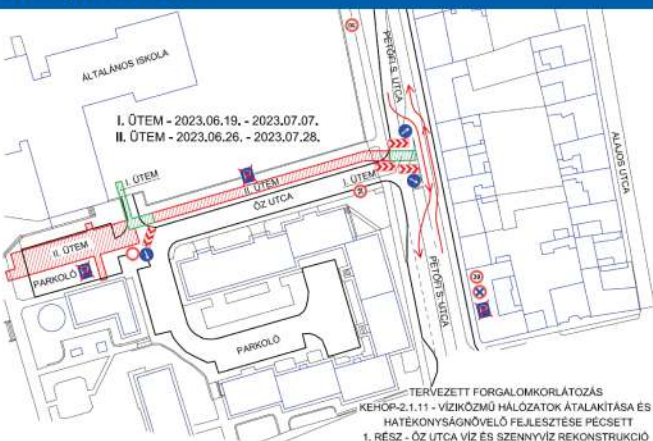 ÁLTALÁNOS ISKOLA
I. ÜTEM - 2023.06.19. - 2023.07.07.
II. ÜTEM - 2023.06.26. - 2023.07.28.
PETŐFI S. UTCA
ALAJOS UTCA
I. ÜTEM
II. ÜTEM
I. ÜTEM
ŐZ UTCA
II. ÜTEM
PARKOLÓ
PARKOLÓ
PETŐFI S. UTCA
TERVEZETT FORGALOMKORLÁTOZÁS
KEHOP-2.1.11 - VÍZIKÖZMŰ HÁLÓZATOK ÁTALAKÍTÁSA ÉS
HATÉKONYSÁGNÖVELŐ FEJLESZTÉSE PÉCSETT
1. RÉSZ - ŐZ UTCA VÍZ ÉS SZENNYVÍZ REKONSTRUKCIÓ